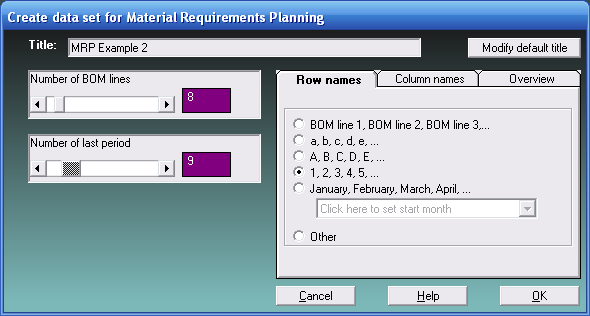 Create data set for Material Requirements Planning
Title: MRP Example 2 Modify default title
Number of BOM lines
8
Number of last period
9
Row names Column names Overview
BOM line 1, BOM line 2, BOM line 3,...
a, b, c, d, e, ...
A, B, C, D, E, ...
1, 2, 3, 4, 5, ...
January, February, March, April, ...
Click here to set start month
Other
Cancel Help OK